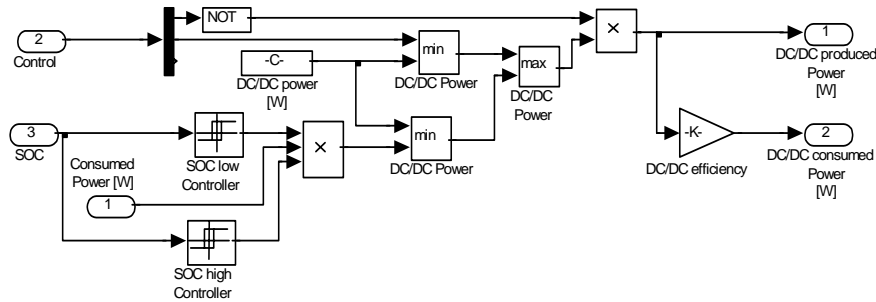 NOT
2
Control
-C-
DC/DC power
[W]
min
DC/DC Power
max
DC/DC
Power
×
1
DC/DC produced
Power
[W]
3
SOC
SOC low
Controller
Consumed
Power [W]
1
×
min
DC/DC Power
-K-
DC/DC efficiency
2
DC/DC consumed
Power
[W]
SOC high
Controller